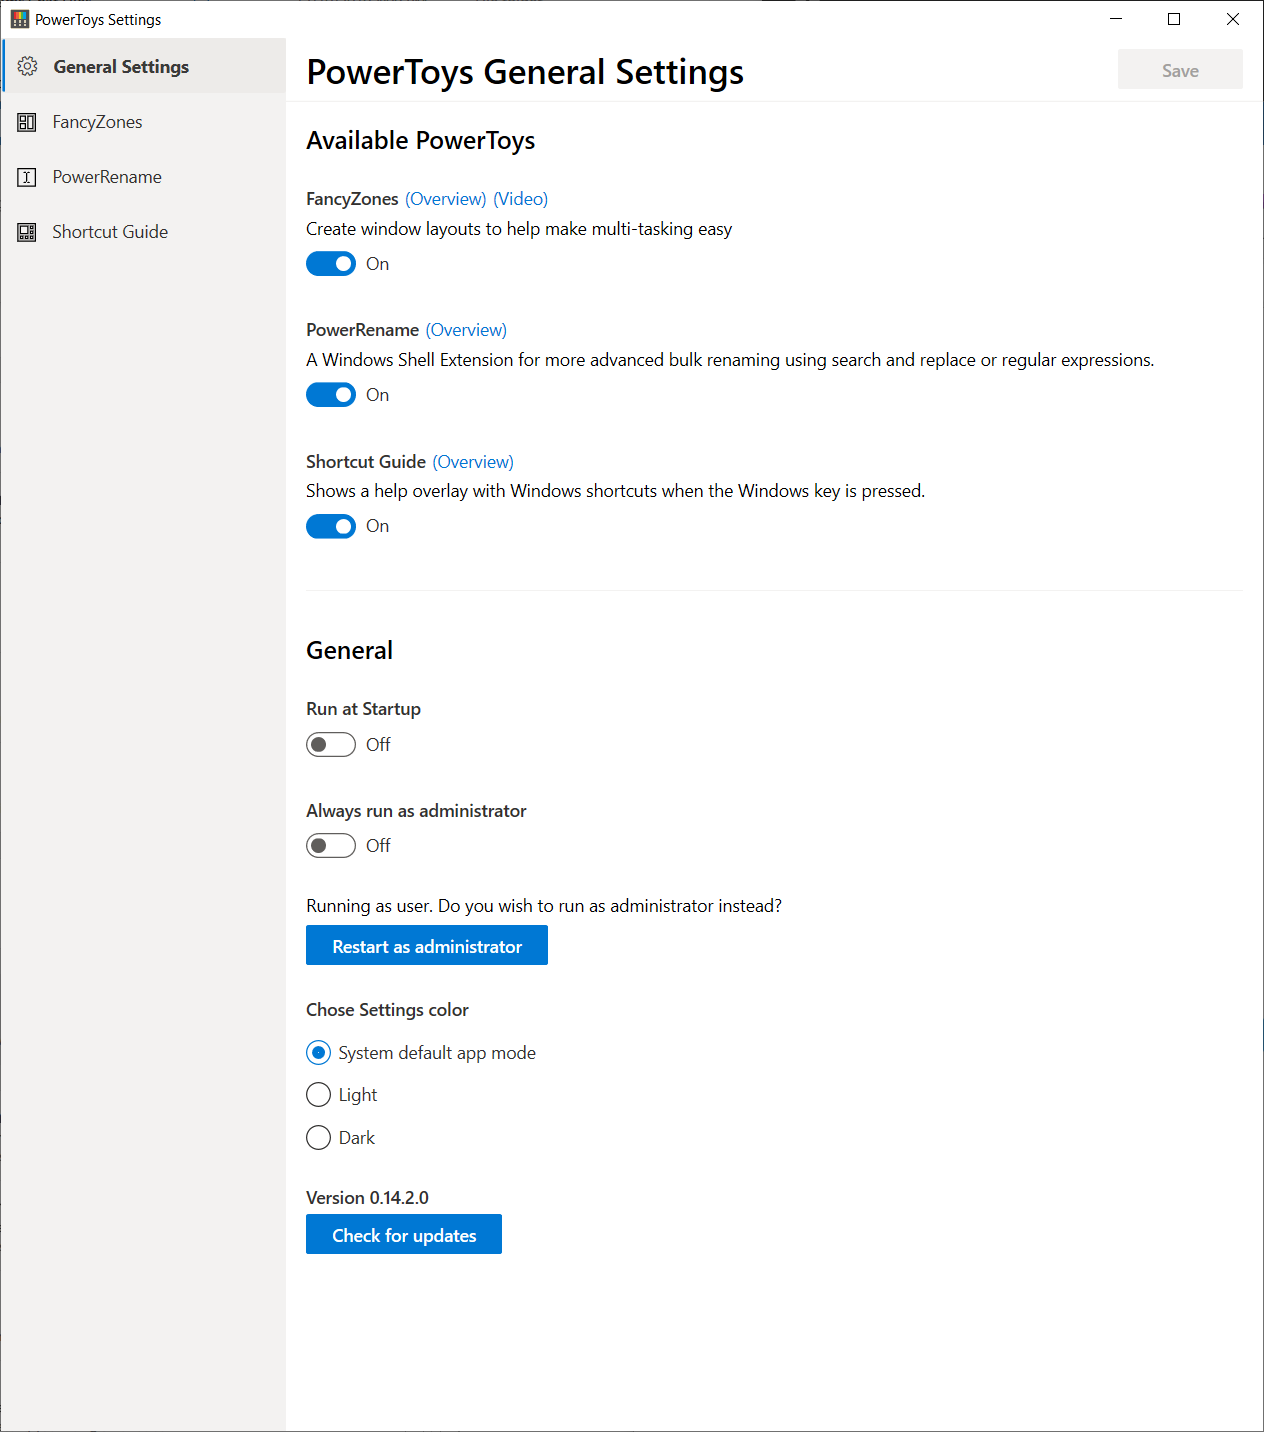 PowerToys Settings
General Settings
FancyZones
PowerRename
Shortcut Guide
PowerToys General Settings
Save
Available PowerToys
FancyZones (Overview) (Video)
Create window layouts to help make multi-tasking easy
On
PowerRename (Overview)
A Windows Shell Extension for more advanced bulk renaming using search and replace or regular expressions.
On
Shortcut Guide (Overview)
Shows a help overlay with Windows shortcuts when the Windows key is pressed.
On
General
Run at Startup
Off
Always run as administrator
Off
Running as user. Do you wish to run as administrator instead?
Restart as administrator
Chose Settings color
System default app mode
Light
Dark
Version 0.14.2.0
Check for updates